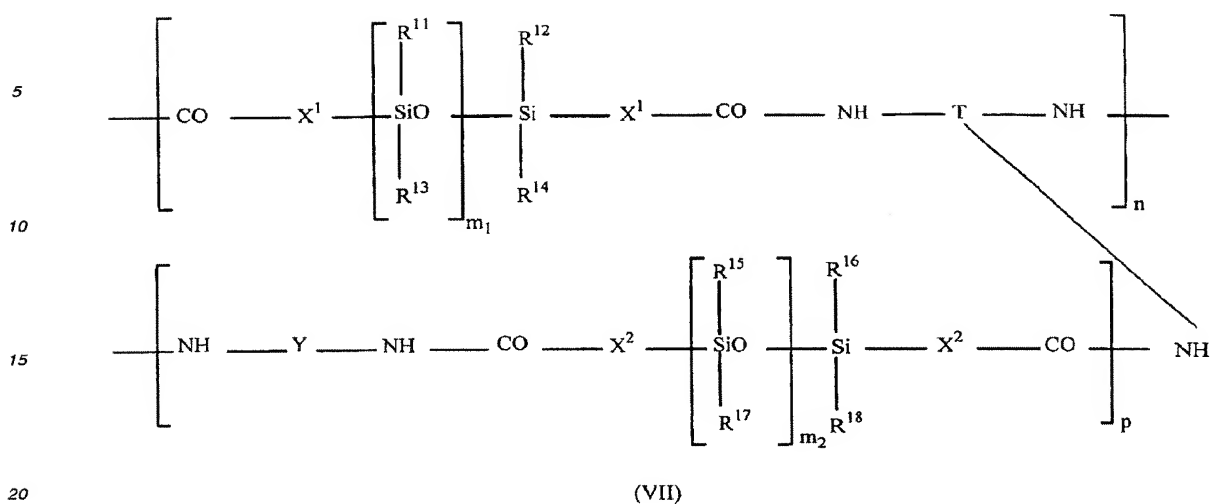 R¹¹ R¹²
5
CO X¹ SiO Si X¹ CO NH T NH
R¹³ R¹⁴
m₁ n
10
R¹⁵ R¹⁶
15 NH Y NH CO X² SiO Si X² CO NH
R¹⁷ R¹⁸
m₂ p
20 (VII)